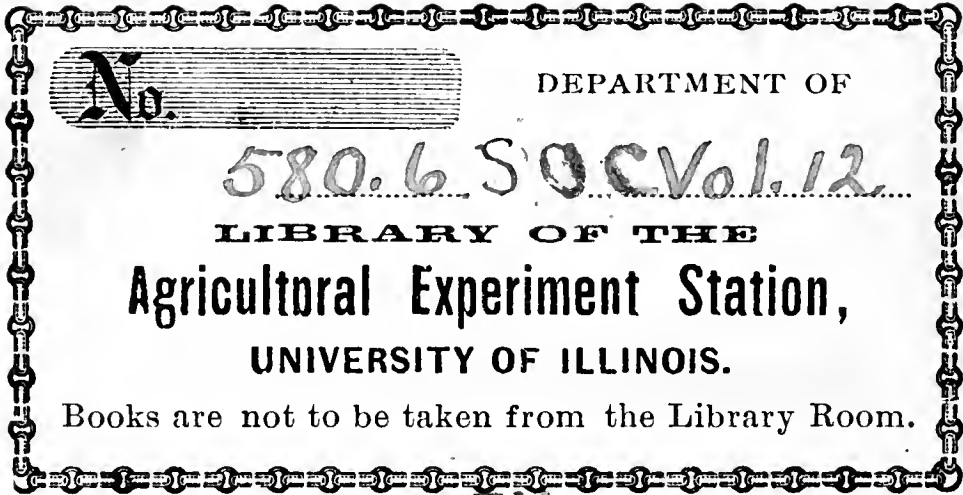 No.
DEPARTMENT OF
580.6 SOC Vol. 12
LIBRARY OF THE
Agricultural Experiment Station,
UNIVERSITY OF ILLINOIS.
Books are not to be taken from the Library Room.